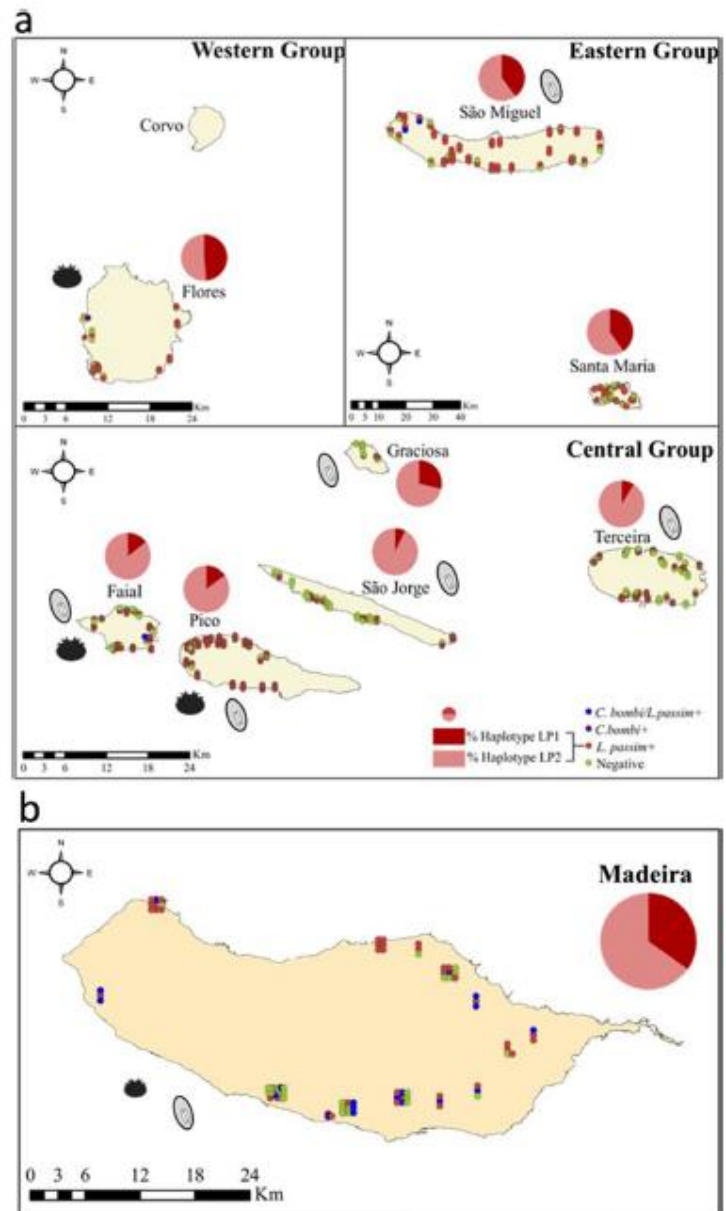 a
Western Group
N
W E
S
Corvo
Flores
Km
0 3 6 12 18 24
Eastern Group
São Miguel
N
W E
S
Santa Maria
Km
0 5 10 20 30 40
Central Group
N
W E
S
Graciosa
Terceira
São Jorge
Faial
Pico
% Haplotype LP1
% Haplotype LP2
C. bombi/L.passim+
C.bombi+
L. passim+
Negative
Km
0 3 6 12 18 24
b
N
W E
S
Madeira
0 3 6 12 18 24
Km